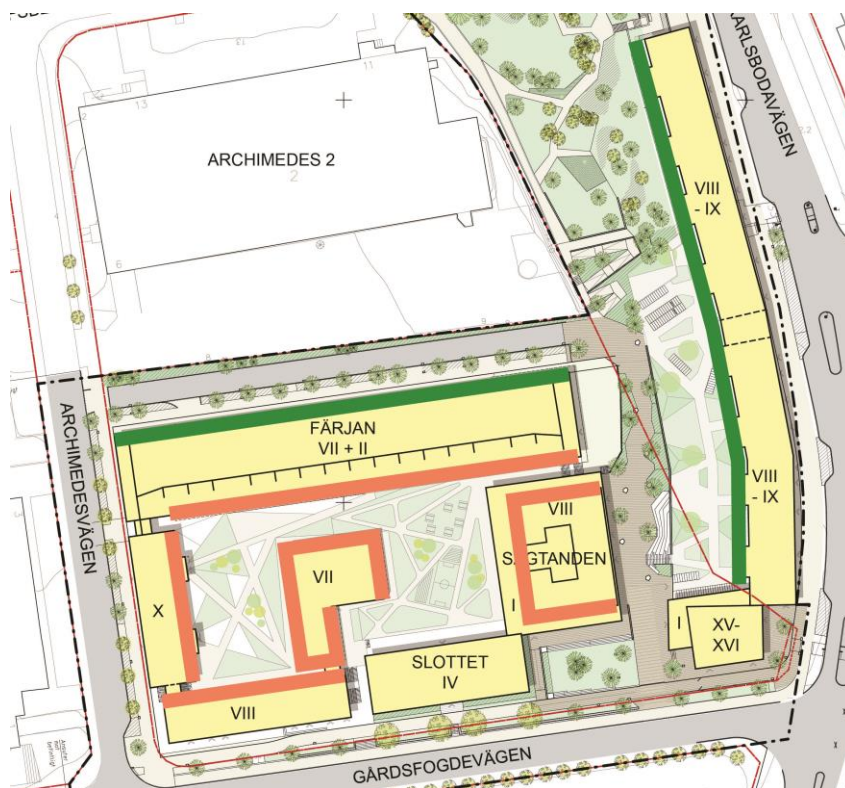 11
13
ARCHIMEDES 2
2
6
KARLSBODAVÄGEN
VIII
- IX
FÄRJAN
VII + II
ARCHIMEDESVÄGEN
VIII
- IX
VIII
SÅGTANDEN
I
VII
X
I
XV-
XVI
SLOTTET
IV
VIII
GÅRDSFOGDEVÄGEN